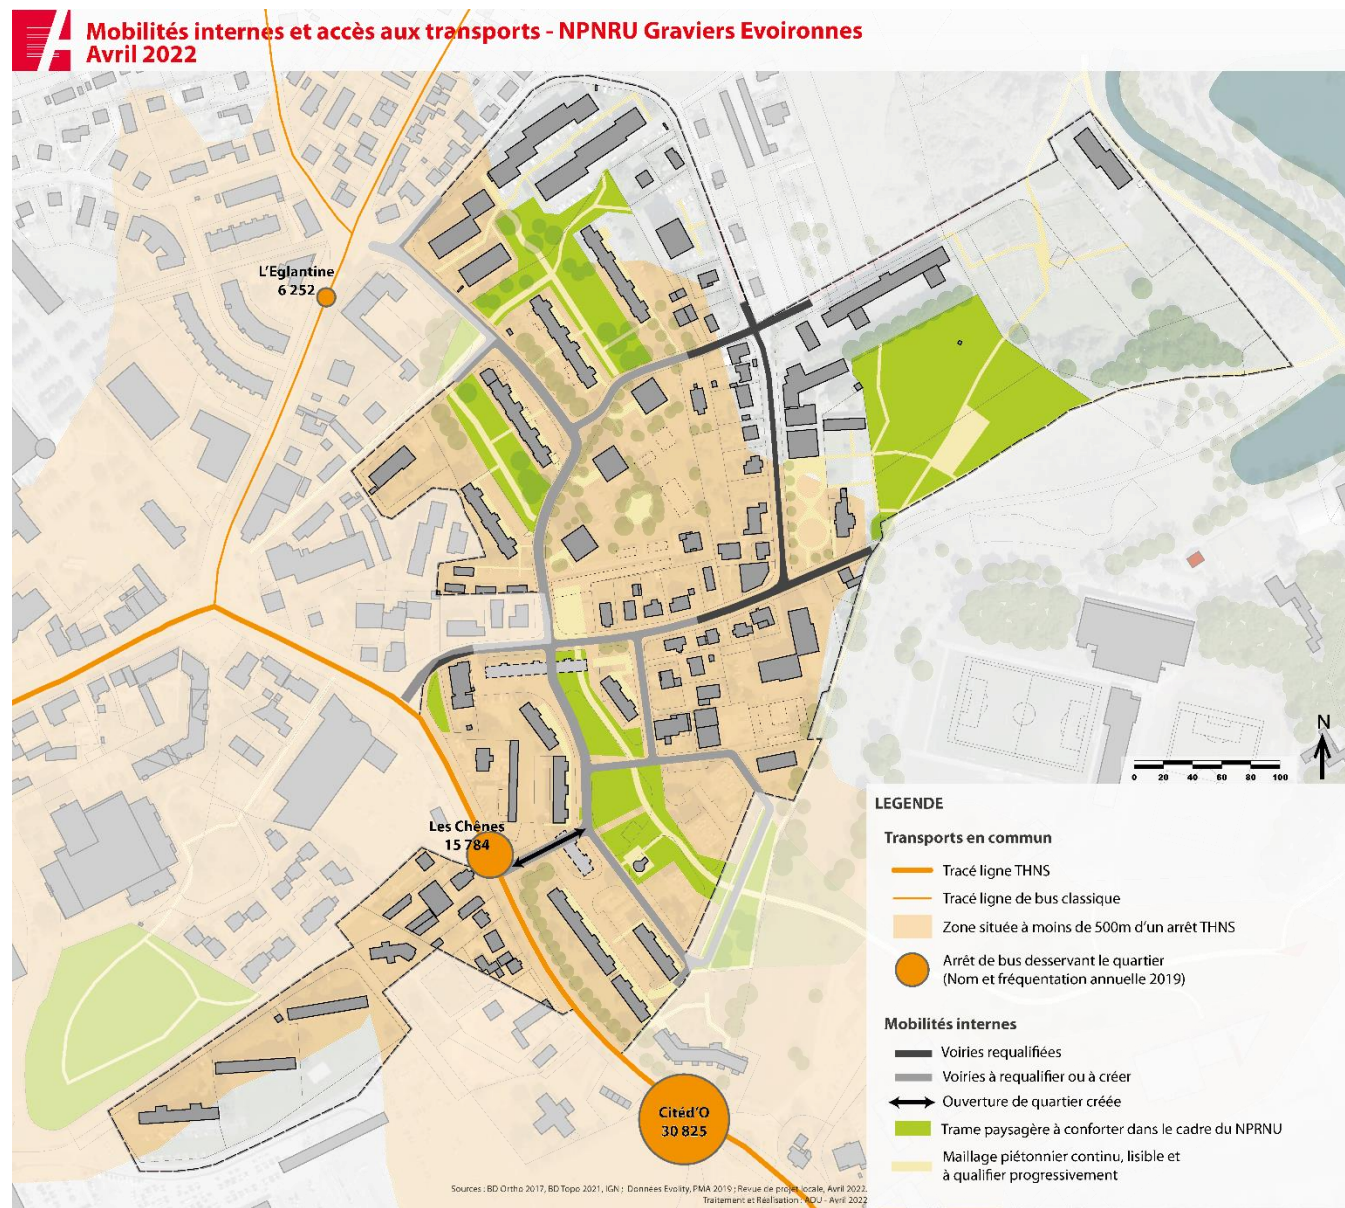 Mobilités internes et accès aux transports - NPNRU Graviers Evoironnes
Avril 2022
L'Eglantine
6 252
Les Chênes
15 784
Citéd'O
30 825
N
0 20 40 60 80 100
LEGENDE
Transports en commun
Tracé ligne THNS
Tracé ligne de bus classique
Zone située à moins de 500m d'un arrêt THNS
Arrêt de bus desservant le quartier
(Nom et fréquentation annuelle 2019)
Mobilités internes
Voiries requalifiées
Voiries à requalifier ou à créer
Ouverture de quartier créée
Trame paysagère à conforter dans le cadre du NPRNU
Maillage piétonnier continu, lisible et
à qualifier progressivement
Sources : BD Ortho 2017, BD Topo 2021, IGN ; Données Evolity, PMA 2019 ; Revue de projet locale, Avril 2022.
Traitement et Réalisation : ADU - Avril 2022